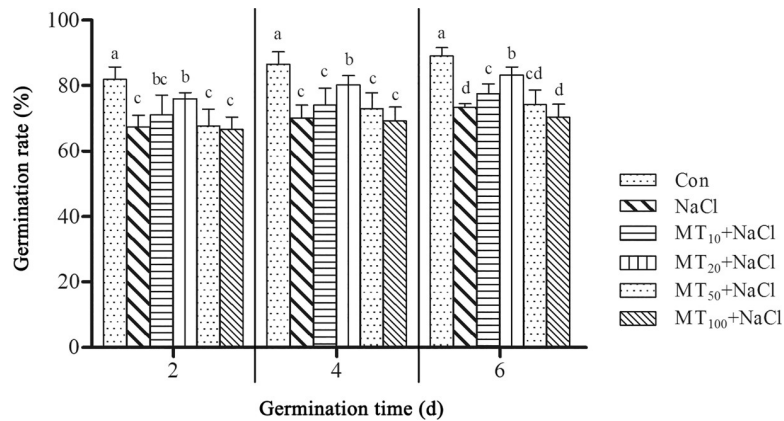 100
80
60
40
20
0
Germination rate (%)
a
c
bc
b
c
c
a
c
c
b
c
c
a
d
c
b
cd
d
2
4
6
Germination time (d)
Con
NaCl
MT10+NaCl
MT20+NaCl
MT50+NaCl
MT100+NaCl